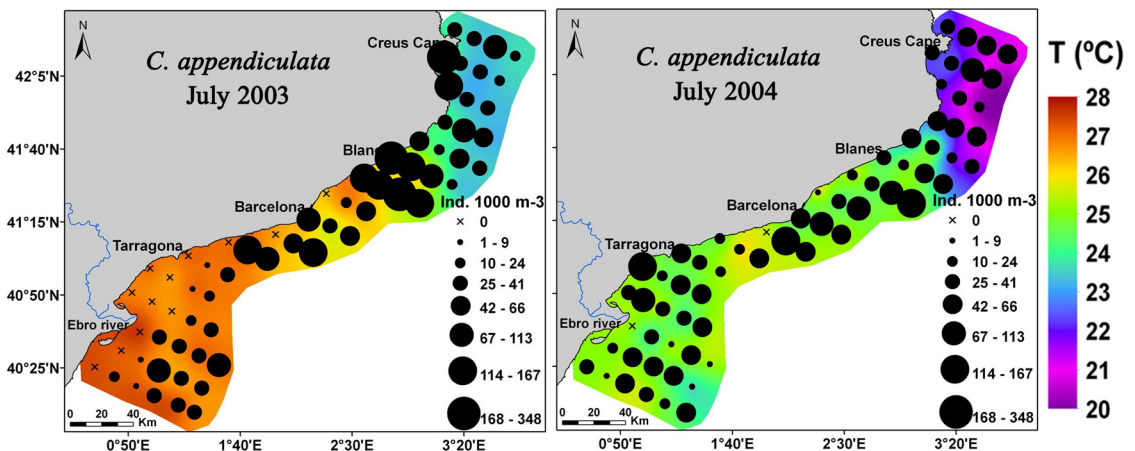 N
Creus Cape
C. appendiculata
July 2003
42°5'N
41°40'N
41°15'N
40°50'N
40°25'N
Blan
Barcelona
Tarragona
Ebro river
Ind. 1000 m-3
0
1 - 9
10 - 24
25 - 41
42 - 66
67 - 113
114 - 167
168 - 348
0 20 40
Km
0°50'E 1°40'E 2°30'E 3°20'E
N
Creus Cape
C. appendiculata
July 2004
Blanes
Barcelona
Tarragona
Ebro river
Ind. 1000 m-3
0
1 - 9
10 - 24
25 - 41
42 - 66
67 - 113
114 - 167
168 - 348
0 20 40
Km
0°50'E 1°40'E 2°30'E 3°20'E
T (ºC)
28
27
26
25
24
23
22
21
20